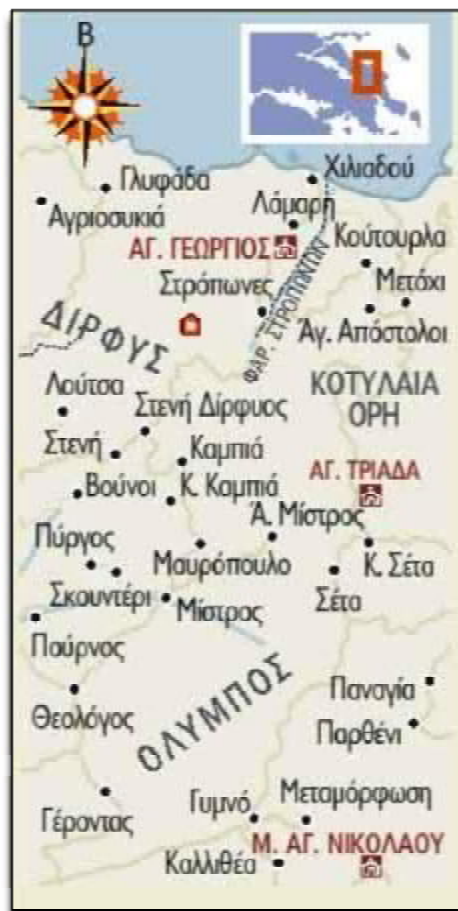 Β
Χιλιαδού
Γλυφάδα
Αγριοσυκιά
Λάμαρη
ΑΓ. ΓΕΩΡΓΙΟΣ
Κούτουρλα
Στρόπωνες
Μετόχι
ΦΑΡ. ΣΤΡΟΠΩΝΩΝ
Άγ. Απόστολοι
ΔΙΡΦΥΣ
Λούτσα
ΚΟΤΥΛΑΙΑ
ΟΡΗ
Στενή Δίρφυος
Στενή
Καμπιά
ΑΓ. ΤΡΙΑΔΑ
Βούνοι
Κ. Καμπιά
Ά. Μίστρος
Πύργος
Μαυρόπουλο
Κ. Σέτα
Σκουντέρι
Μίστρος
Σέτα
Πούρνος
ΟΛΥΜΠΟΣ
Παναγία
Θεολόγος
Παρθένι
Γέροντας
Γυμνό
Μεταμόρφωση
Μ. ΑΓ. ΝΙΚΟΛΑΟΥ
Καλλιθέα